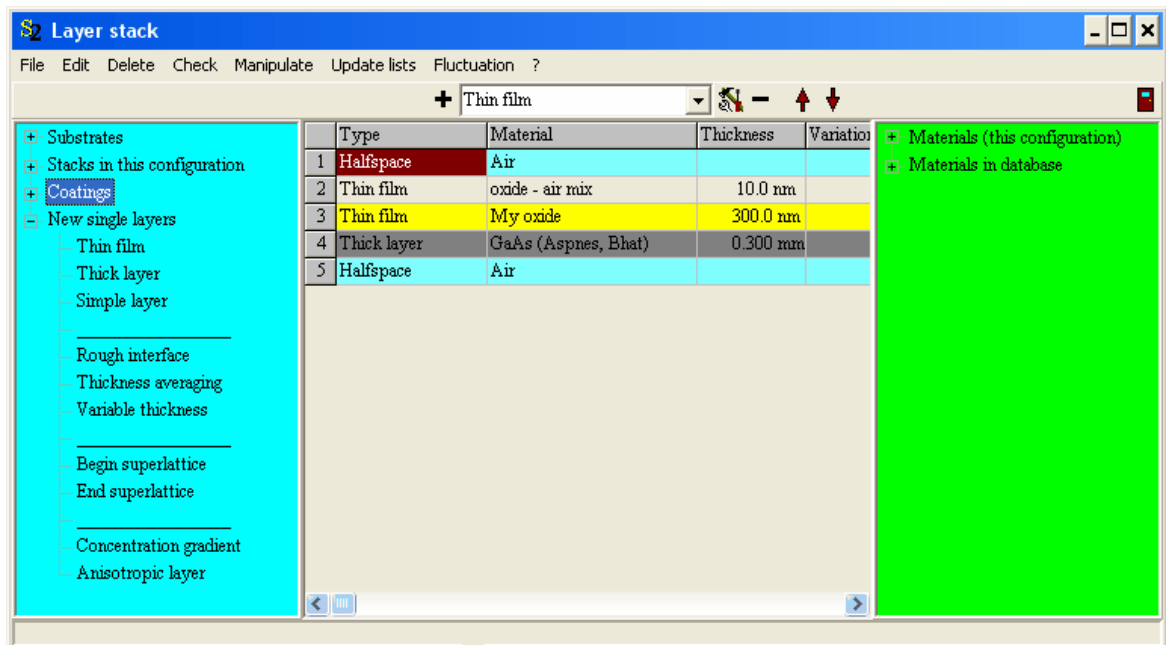 S2 Layer stack
File Edit Delete Check Manipulate Update lists Fluctuation ?
Thin film
Substrates
Stacks in this configuration
Coatings
New single layers
Thin film
Thick layer
Simple layer
Rough interface
Thickness averaging
Variable thickness
Begin superlattice
End superlattice
Concentration gradient
Anisotropic layer
Type Material Thickness Variation
1 Halfspace Air
2 Thin film oxide - air mix 10.0 nm
3 Thin film My oxide 300.0 nm
4 Thick layer GaAs (Aspnes, Bhat) 0.300 mm
5 Halfspace Air
Materials (this configuration)
Materials in database